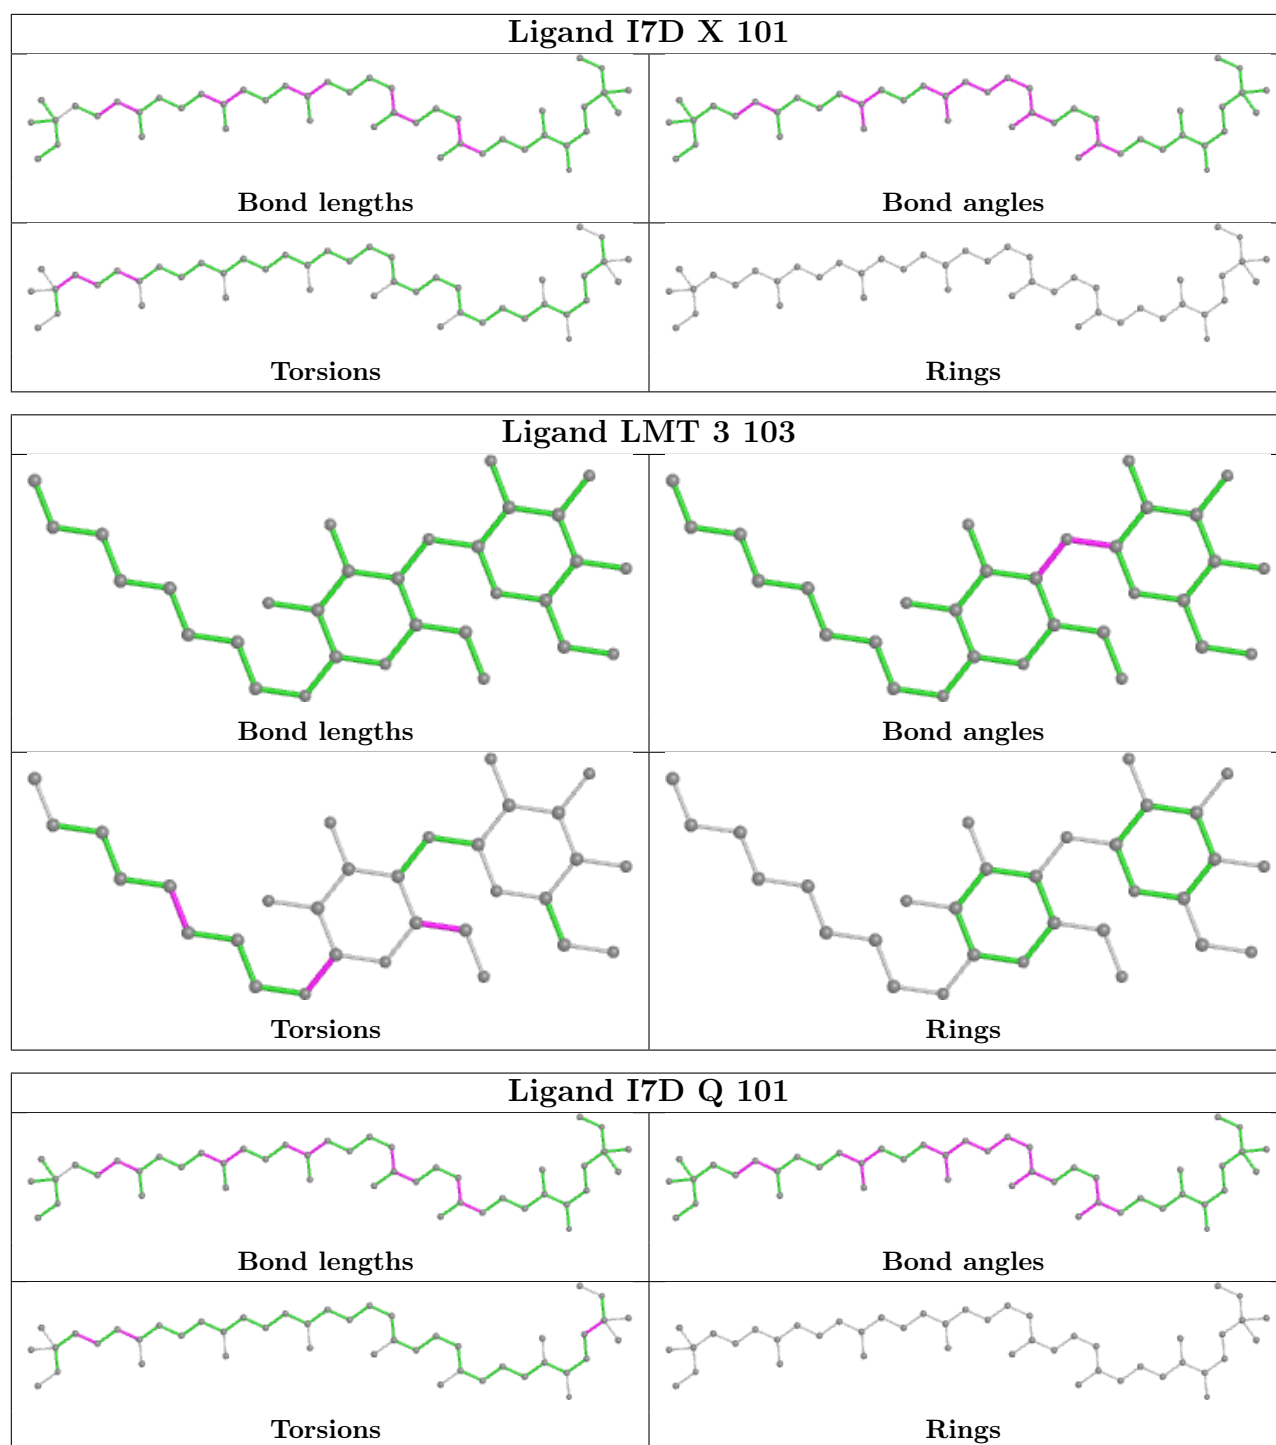 Ligand I7D X 101
Bond lengths
Bond angles
Torsions
Rings
Ligand LMT 3 103
Bond lengths
Bond angles
Torsions
Rings
Ligand I7D Q 101
Bond lengths
Bond angles
Torsions
Rings